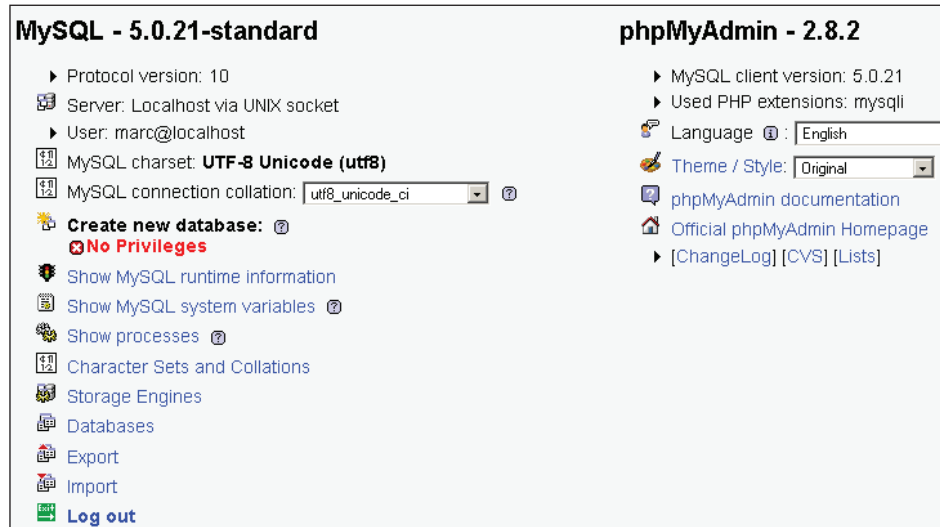 MySQL - 5.0.21-standard
Protocol version: 10
Server: Localhost via UNIX socket
User: marc@localhost
MySQL charset: UTF-8 Unicode (utf8)
MySQL connection collation: utf8_unicode_ci
Create new database:
No Privileges
Show MySQL runtime information
Show MySQL system variables
Show processes
Character Sets and Collations
Storage Engines
Databases
Export
Import
Log out
phpMyAdmin - 2.8.2
MySQL client version: 5.0.21
Used PHP extensions: mysqli
Language : English
Theme / Style: Original
phpMyAdmin documentation
Official phpMyAdmin Homepage
[ChangeLog] [CVS] [Lists]